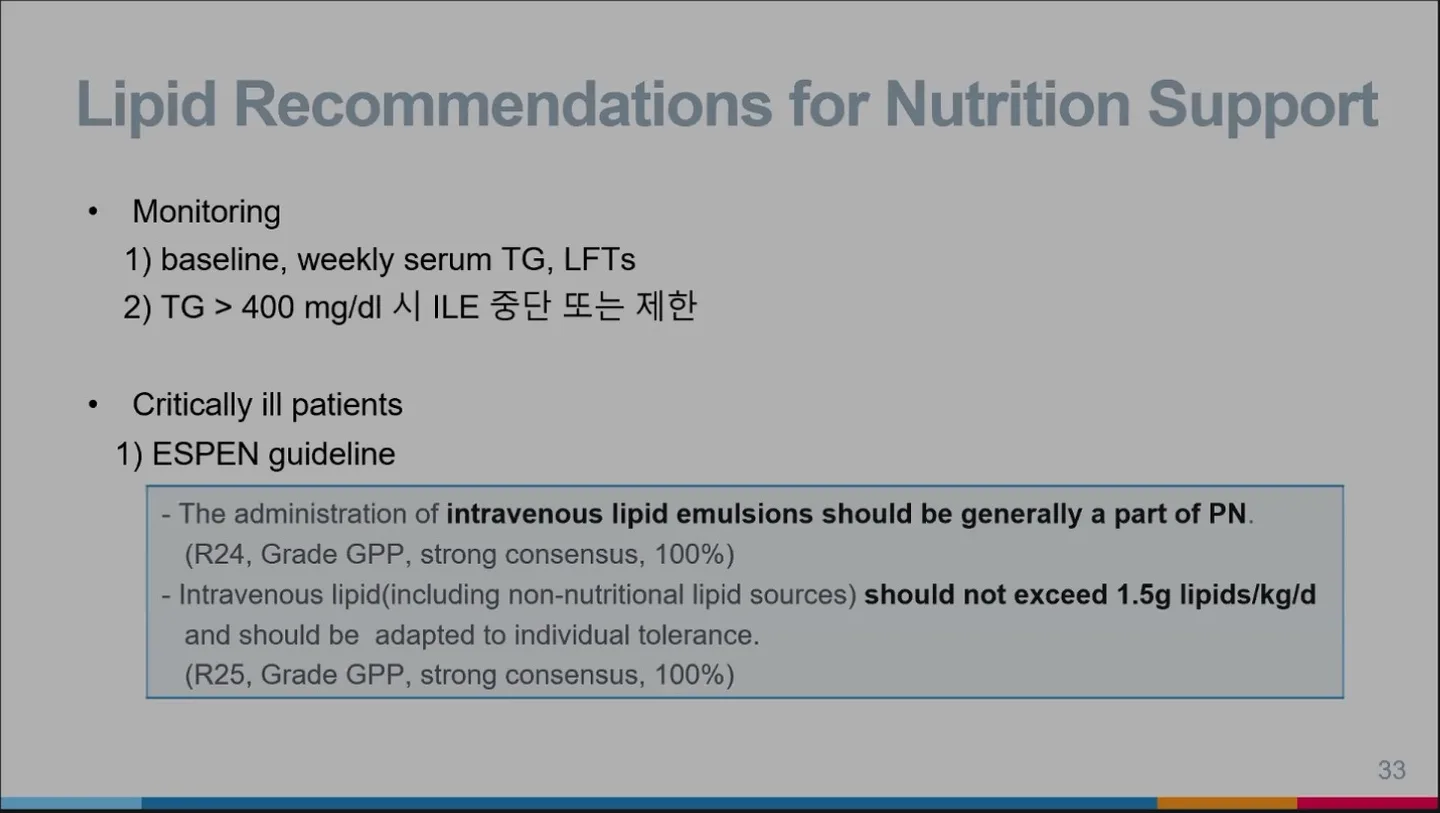 Lipid Recommendations for Nutrition Support
• Monitoring
1) baseline, weekly serum TG, LFTs
2) TG > 400 mg/dl 시 ILE 중단 또는 제한
• Critically ill patients
1) ESPEN guideline
- The administration of intravenous lipid emulsions should be generally a part of PN.
(R24, Grade GPP, strong consensus, 100%)
- Intravenous lipid(including non-nutritional lipid sources) should not exceed 1.5g lipids/kg/d
and should be adapted to individual tolerance.
(R25, Grade GPP, strong consensus, 100%)
33